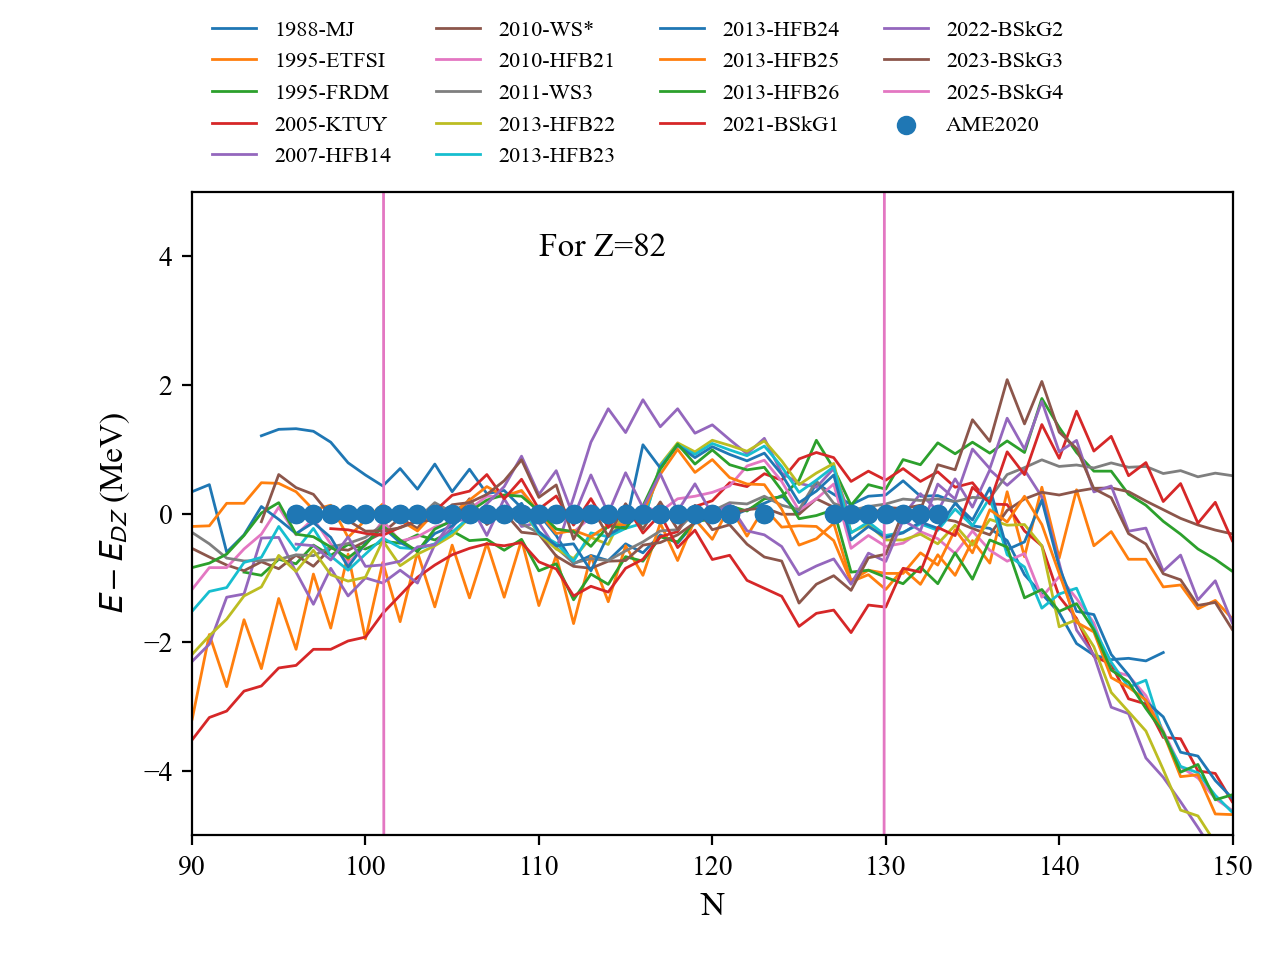 1988-MJ
1995-ETFSI
1995-FRDM
2005-KTUY
2007-HFB14
2010-WS*
2010-HFB21
2011-WS3
2013-HFB22
2013-HFB23
2013-HFB24
2013-HFB25
2013-HFB26
2021-BSkG1
2022-BSkG2
2023-BSkG3
2025-BSkG4
AME2020
For Z=82
E − E_{DZ} (MeV)
4
2
0
−2
−4
90 100 110 120 130 140 150
N